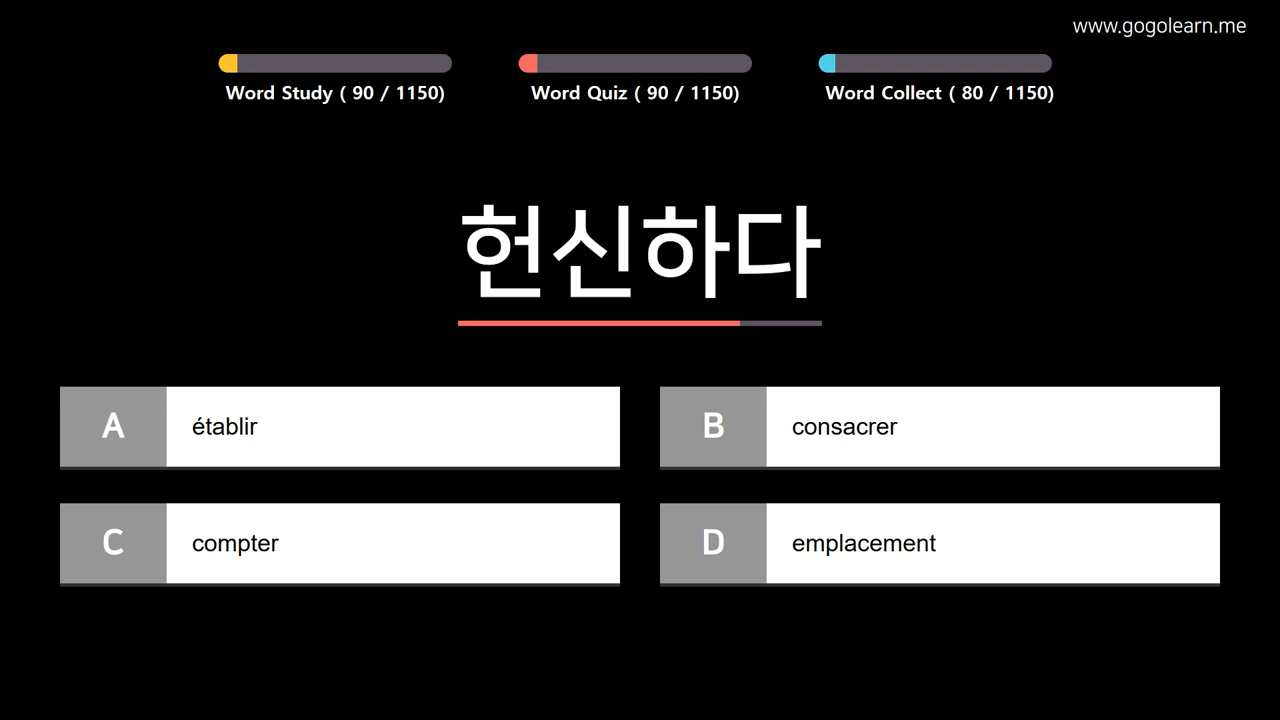 www.gogolearn.me
Word Study ( 90 / 1150)
Word Quiz ( 90 / 1150)
Word Collect ( 80 / 1150)
헌신하다
A établir
B consacrer
C compter
D emplacement